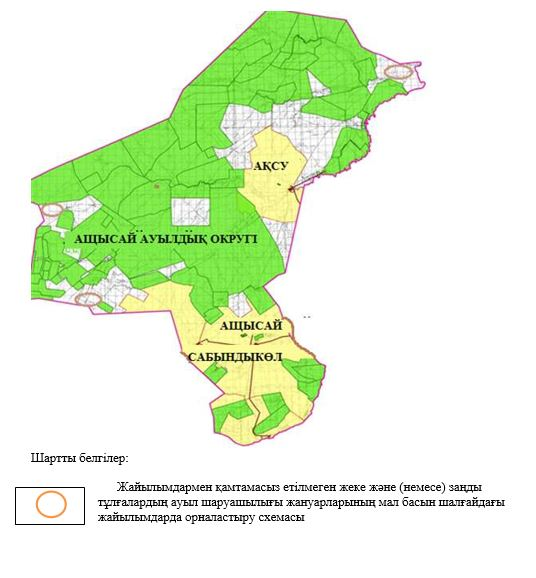 АҚСУ
АЩЫСАЙ АУЫЛДЫҚ ОКРУГІ
АЩЫСАЙ
САБЫНДЫКӨЛ
Шартты белгілер:
Жайылымдармен қамтамасыз етілмеген жеке және (немесе) заңды
тұлғалардың ауыл шаруашылығы жануарларының мал басын шалғайдағы
жайылымдарда орналастыру схемасы